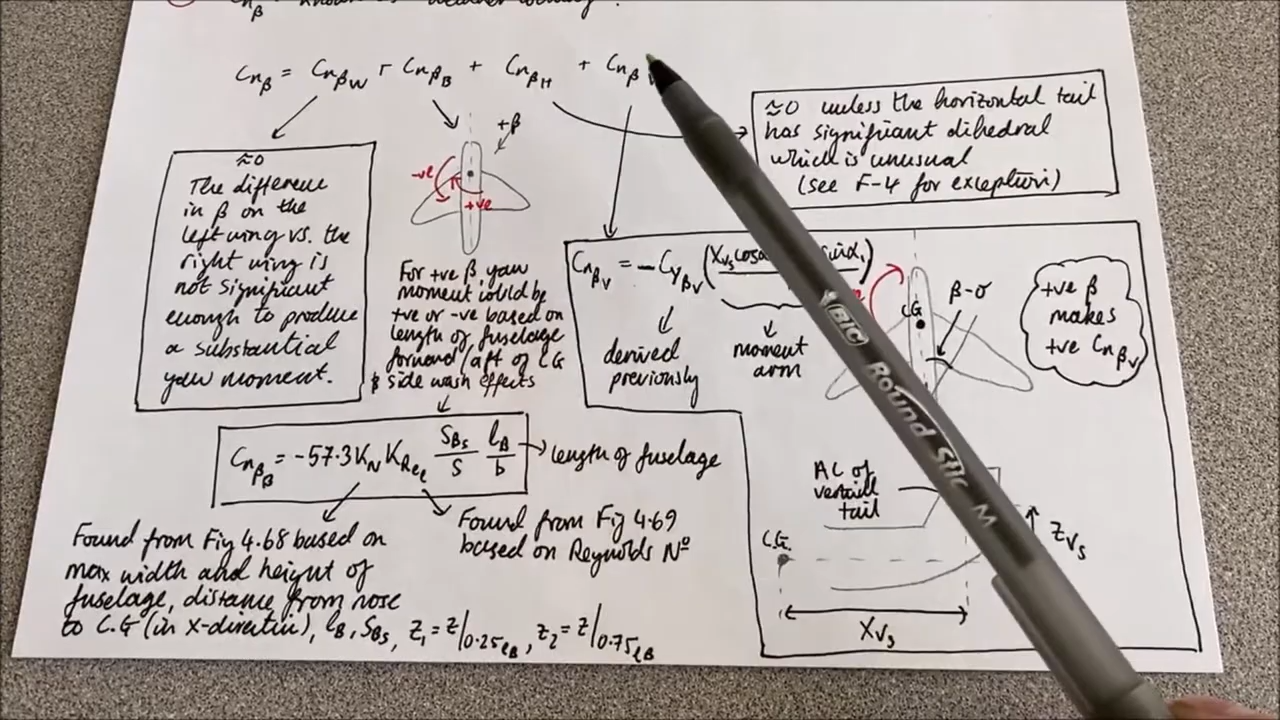 Cnβ = CnβW + CnβB + CnβH + Cnβ
≈0
The difference
in β on the
left wing vs. the
right wing is
not significant
enough to produce
a substantial
yaw moment.
+β
-ve
+ve
For +ve β yaw
moment could be
+ve or -ve based on
length of fuselage
forward/aft of CG
& side wash effects
≈0 unless the horizontal tail
has significant dihedral
which is unusual
(see F-4 for exception)
CnβV = -CyβV
derived
previously
moment
arm
CG
β-σ
+ve β
makes
+ve CnβV
CnβB = -57.3 KN KRel SBS/S lB/b
length of fuselage
Found from Fig 4.68 based on
max width and height of
fuselage, distance from nose
to C.G (in X-direction), lB, SBS, Z1 = Z|0.25lB, Z2 = Z|0.75lB
Found from Fig 4.69
based on Reynolds Nº
AC of
vertical
tail
C.G.
ZVS
XVS
BIC Round Stic M